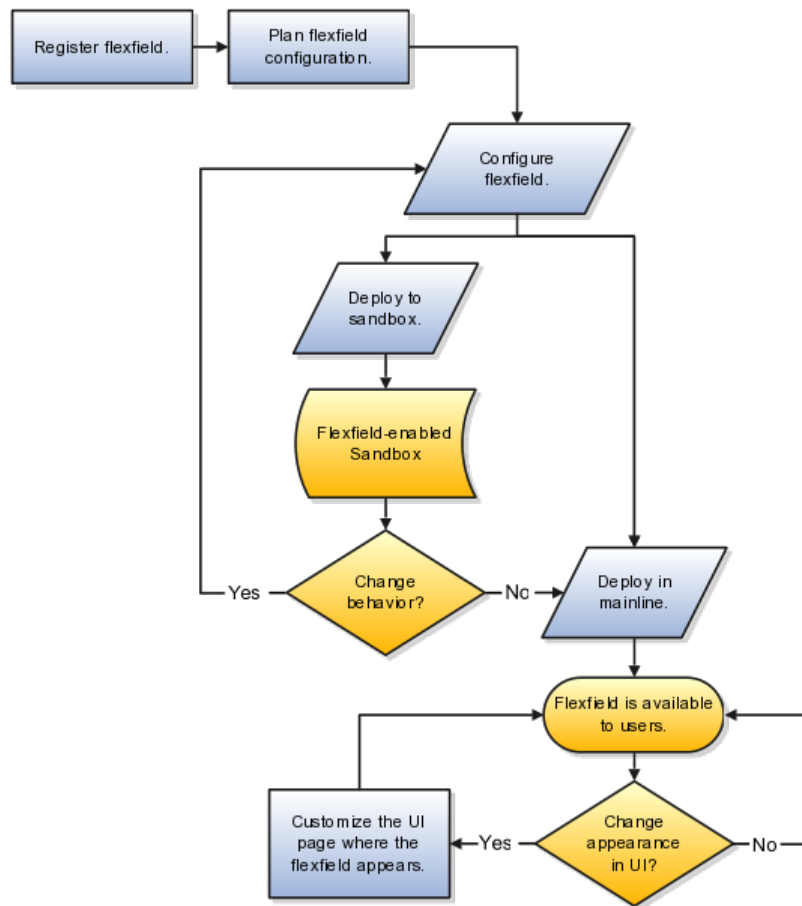 Register flexfield.
Plan flexfield
configuration.
Configure
flexfield.
Deploy to
sandbox.
Flexfield-enabled
Sandbox
Change
behavior?
Yes
No
Deploy in
mainline.
Flexfield is available
to users.
Customize the UI
page where the
flexfield appears.
Yes
Change
appearance
in UI?
No